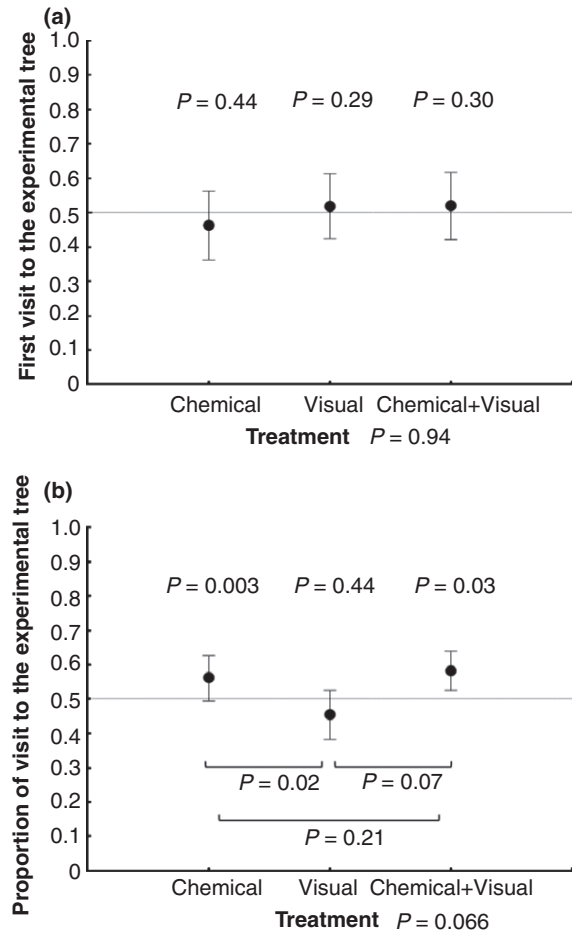 (a)
First visit to the experimental tree
1.0
0.9
0.8
0.7
0.6
0.5
0.4
0.3
0.2
0.1
0
P = 0.44 P = 0.29 P = 0.30
Chemical Visual Chemical+Visual
Treatment P = 0.94
(b)
Proportion of visit to the experimental tree
1.0
0.9
0.8
0.7
0.6
0.5
0.4
0.3
0.2
0.1
0
P = 0.003 P = 0.44 P = 0.03
P = 0.02 P = 0.07
P = 0.21
Chemical Visual Chemical+Visual
Treatment P = 0.066